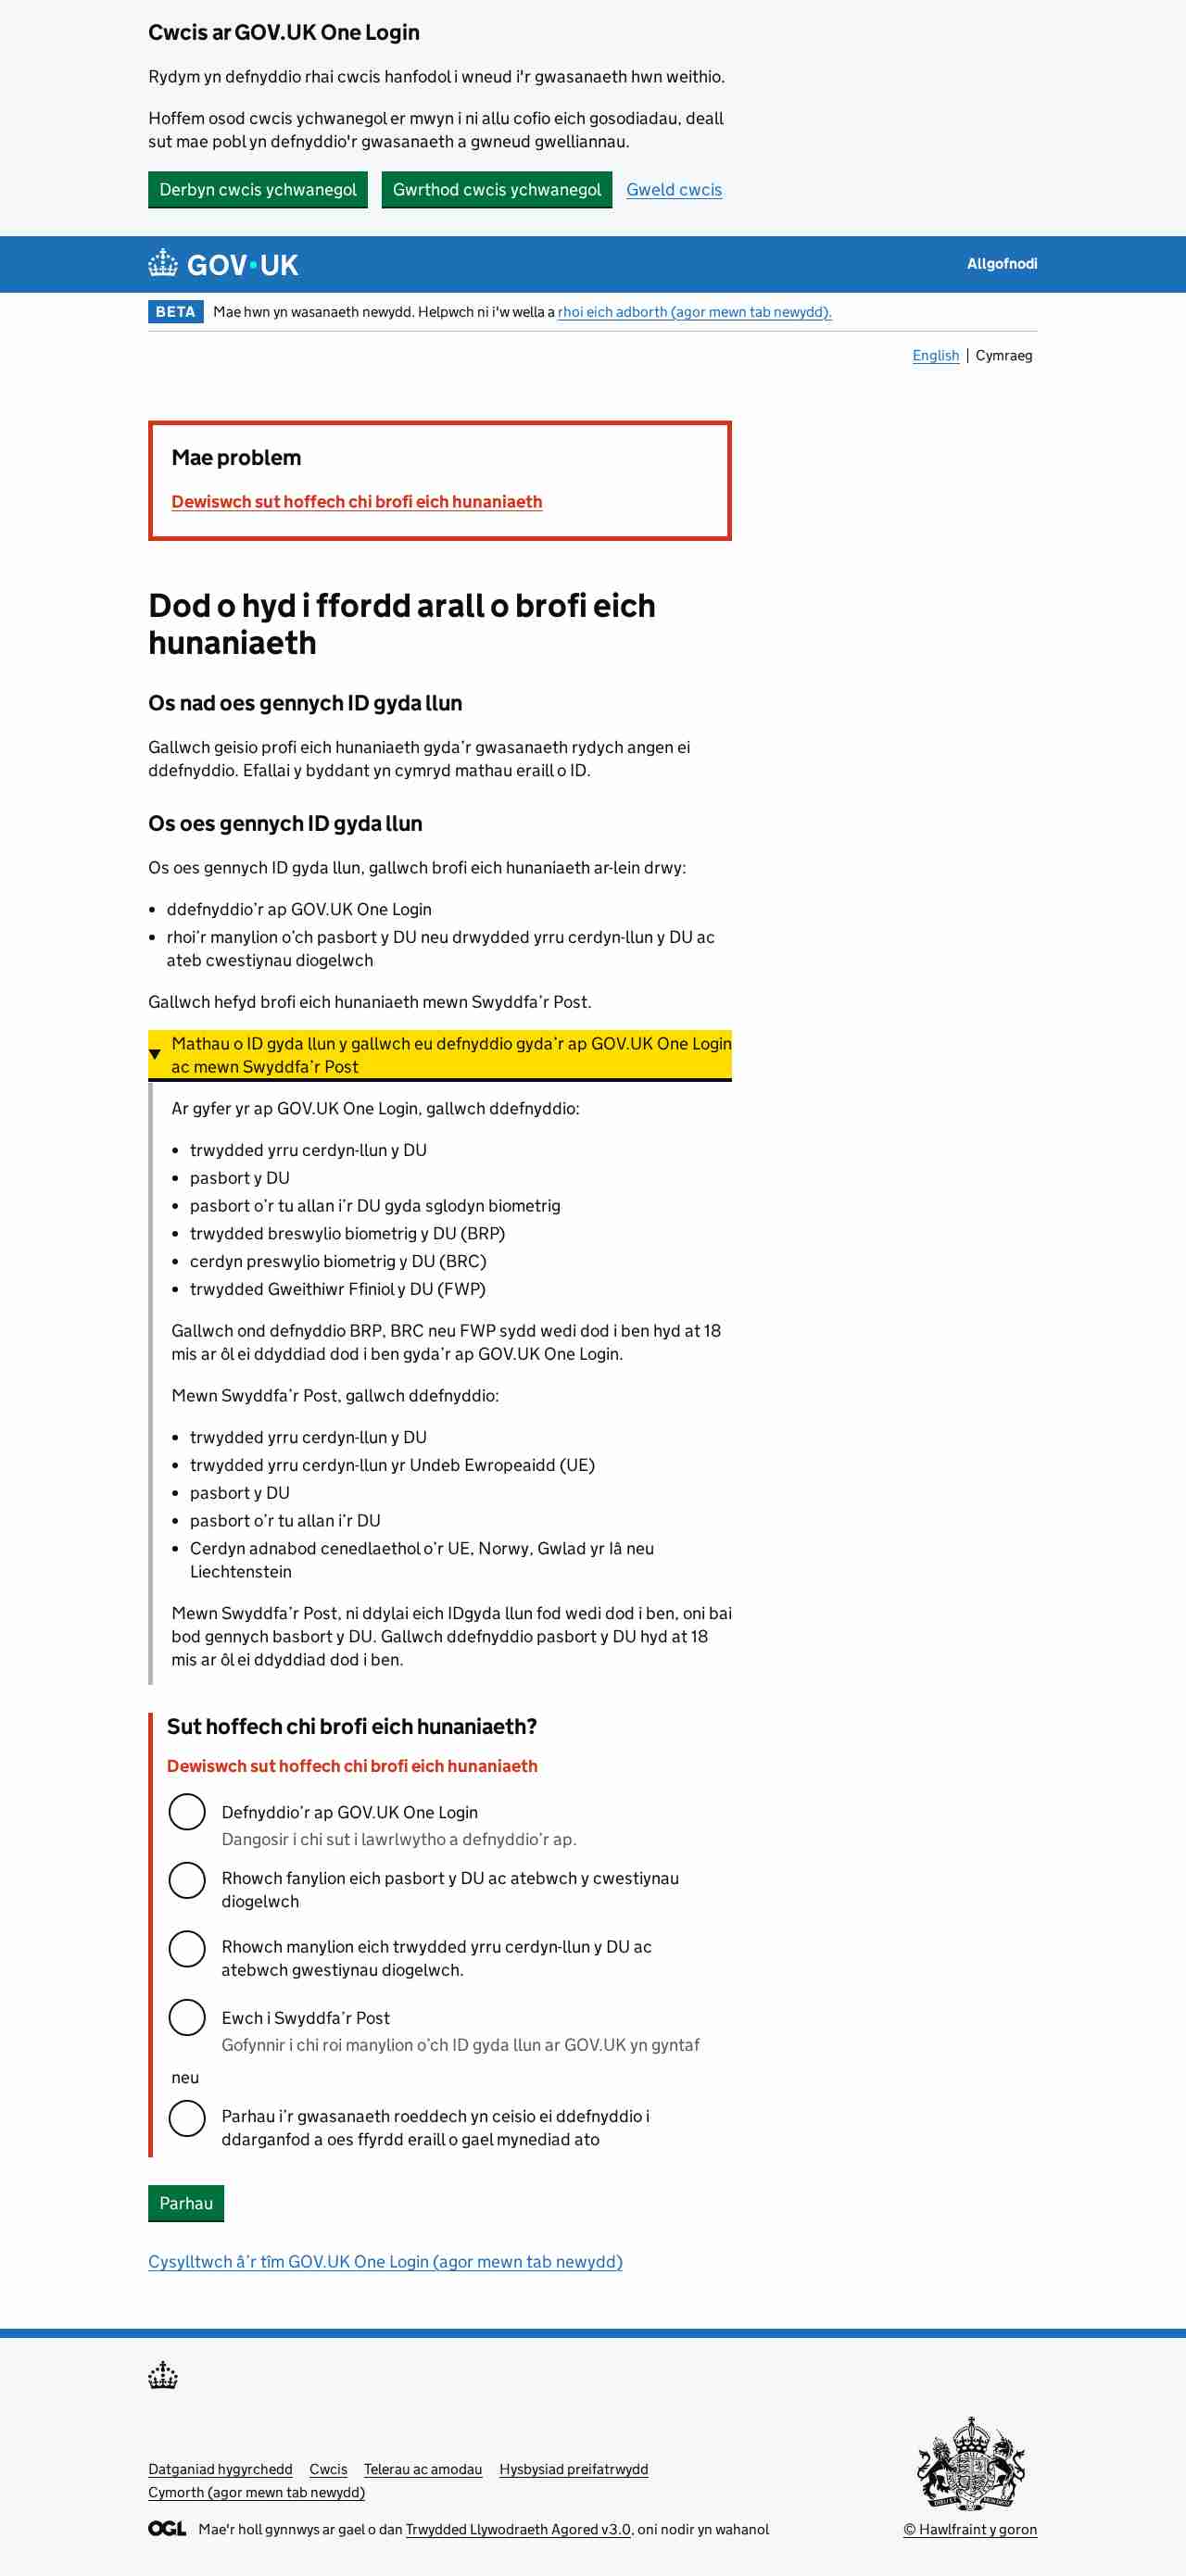 Cwcis ar GOV.UK One Login
Rydym yn defnyddio rhai cwcis hanfodol i wneud i'r gwasanaeth hwn weithio.
Hoffem osod cwcis ychwanegol er mwyn i ni allu cofio eich gosodiadau, deall
sut mae pobl yn defnyddio'r gwasanaeth a gwneud gwelliannau.
Derbyn cwcis ychwanegol Gwrthod cwcis ychwanegol Gweld cwcis
GOV·UK Allgofnodi
BETA Mae hwn yn wasanaeth newydd. Helpwch ni i'w wella a rhoi eich adborth (agor mewn tab newydd).
English | Cymraeg
Mae problem
Dewiswch sut hoffech chi brofi eich hunaniaeth
Dod o hyd i ffordd arall o brofi eich
hunaniaeth
Os nad oes gennych ID gyda llun
Gallwch geisio profi eich hunaniaeth gyda’r gwasanaeth rydych angen ei
ddefnyddio. Efallai y byddant yn cymryd mathau eraill o ID.
Os oes gennych ID gyda llun
Os oes gennych ID gyda llun, gallwch brofi eich hunaniaeth ar-lein drwy:
• ddefnyddio’r ap GOV.UK One Login
• rhoi’r manylion o’ch pasbort y DU neu drwydded yrru cerdyn-llun y DU ac
ateb cwestiynau diogelwch
Gallwch hefyd brofi eich hunaniaeth mewn Swyddfa’r Post.
▼ Mathau o ID gyda llun y gallwch eu defnyddio gyda’r ap GOV.UK One Login
ac mewn Swyddfa’r Post
Ar gyfer yr ap GOV.UK One Login, gallwch ddefnyddio:
• trwydded yrru cerdyn-llun y DU
• pasbort y DU
• pasbort o’r tu allan i’r DU gyda sglodyn biometrig
• trwydded breswylio biometrig y DU (BRP)
• cerdyn preswylio biometrig y DU (BRC)
• trwydded Gweithiwr Ffiniol y DU (FWP)
Gallwch ond defnyddio BRP, BRC neu FWP sydd wedi dod i ben hyd at 18
mis ar ôl ei ddyddiad dod i ben gyda’r ap GOV.UK One Login.
Mewn Swyddfa’r Post, gallwch ddefnyddio:
• trwydded yrru cerdyn-llun y DU
• trwydded yrru cerdyn-llun yr Undeb Ewropeaidd (UE)
• pasbort y DU
• pasbort o’r tu allan i’r DU
• Cerdyn adnabod cenedlaethol o’r UE, Norwy, Gwlad yr Iâ neu
Liechtenstein
Mewn Swyddfa’r Post, ni ddylai eich IDgyda llun fod wedi dod i ben, oni bai
bod gennych basbort y DU. Gallwch ddefnyddio pasbort y DU hyd at 18
mis ar ôl ei ddyddiad dod i ben.
Sut hoffech chi brofi eich hunaniaeth?
Dewiswch sut hoffech chi brofi eich hunaniaeth
Defnyddio’r ap GOV.UK One Login
Dangosir i chi sut i lawrlwytho a defnyddio’r ap.
Rhowch fanylion eich pasbort y DU ac atebwch y cwestiynau
diogelwch
Rhowch manylion eich trwydded yrru cerdyn-llun y DU ac
atebwch gwestiynau diogelwch.
Ewch i Swyddfa’r Post
Gofynnir i chi roi manylion o’ch ID gyda llun ar GOV.UK yn gyntaf
neu
Parhau i’r gwasanaeth roeddech yn ceisio ei ddefnyddio i
ddarganfod a oes ffyrdd eraill o gael mynediad ato
Parhau
Cysylltwch â’r tîm GOV.UK One Login (agor mewn tab newydd)
Datganiad hygyrchedd Cwcis Telerau ac amodau Hysbysiad preifatrwydd
Cymorth (agor mewn tab newydd)
OGL Mae'r holl gynnwys ar gael o dan Trwydded Llywodraeth Agored v3.0, oni nodir yn wahanol
© Hawlfraint y goron